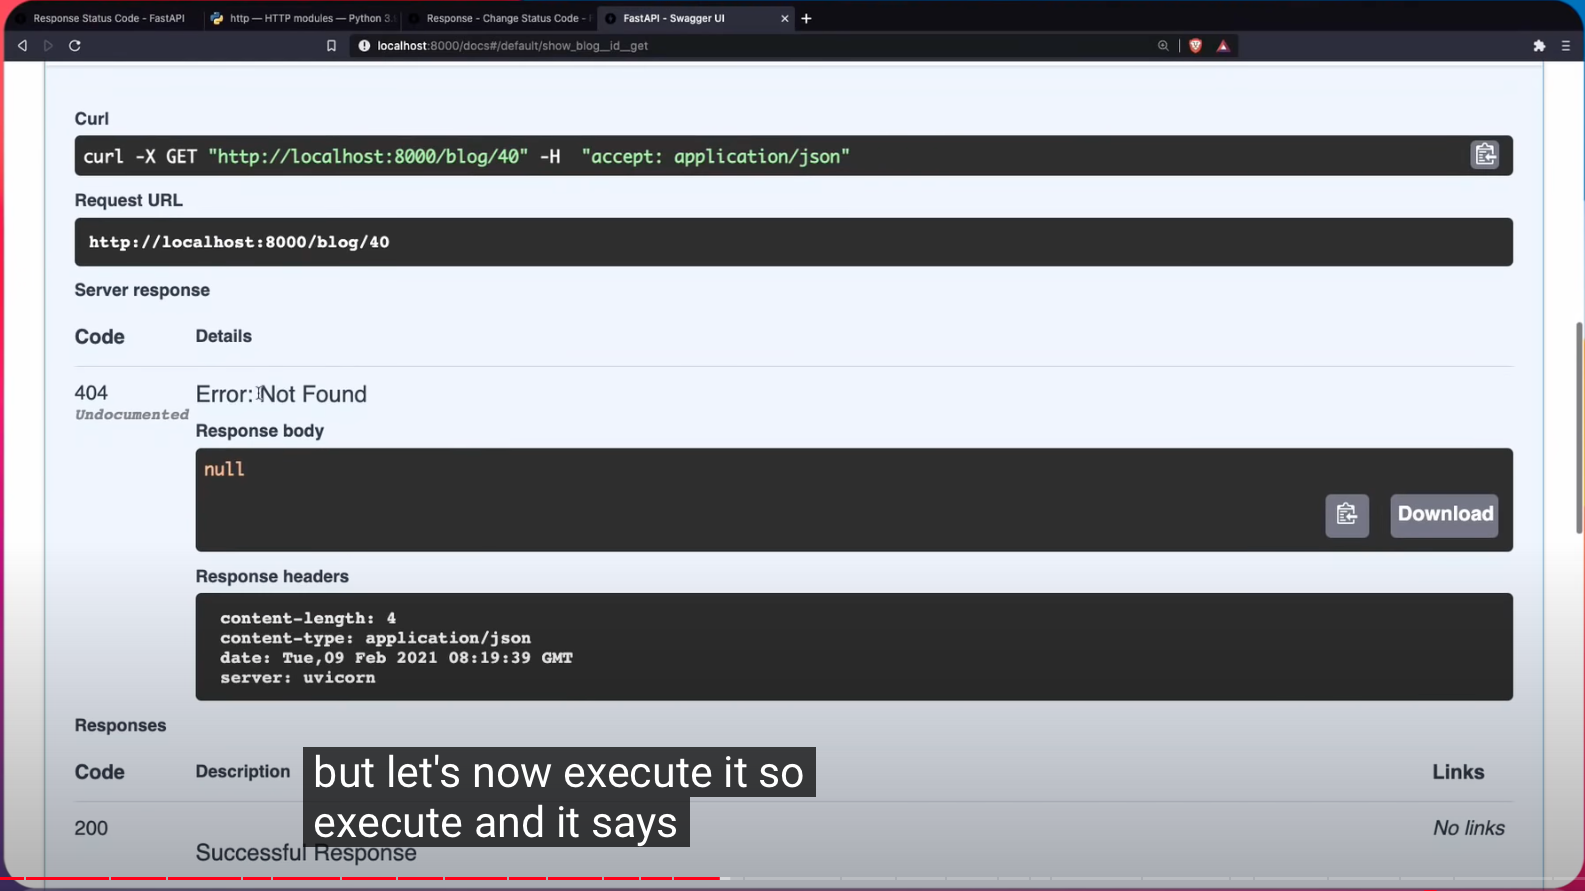 Response Status Code - FastAPI
http — HTTP modules — Python 3.
Response - Change Status Code -
FastAPI - Swagger UI
localhost:8000/docs#/default/show_blog__id__get
Curl
curl -X GET "http://localhost:8000/blog/40" -H  "accept: application/json"
Request URL
http://localhost:8000/blog/40
Server response
Code
Details
404
Undocumented
Error: Not Found
Response body
null
Download
Response headers
content-length: 4
content-type: application/json
date: Tue,09 Feb 2021 08:19:39 GMT
server: uvicorn
Responses
Code
Description
Links
200
Successful Response
No links
but let's now execute it so
execute and it says